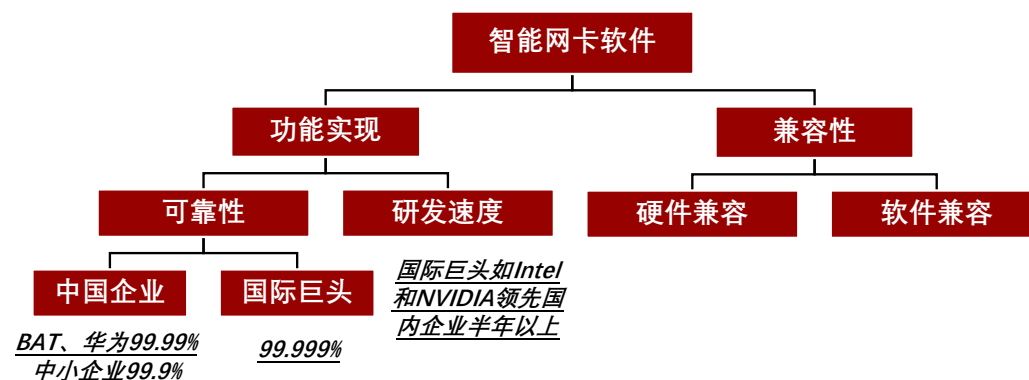 智能网卡软件
功能实现
兼容性
可靠性
研发速度
硬件兼容
软件兼容
中国企业
国际巨头
国际巨头如Intel
和NVIDIA领先国
内企业半年以上
BAT、华为99.99%
中小企业99.9%
99.999%